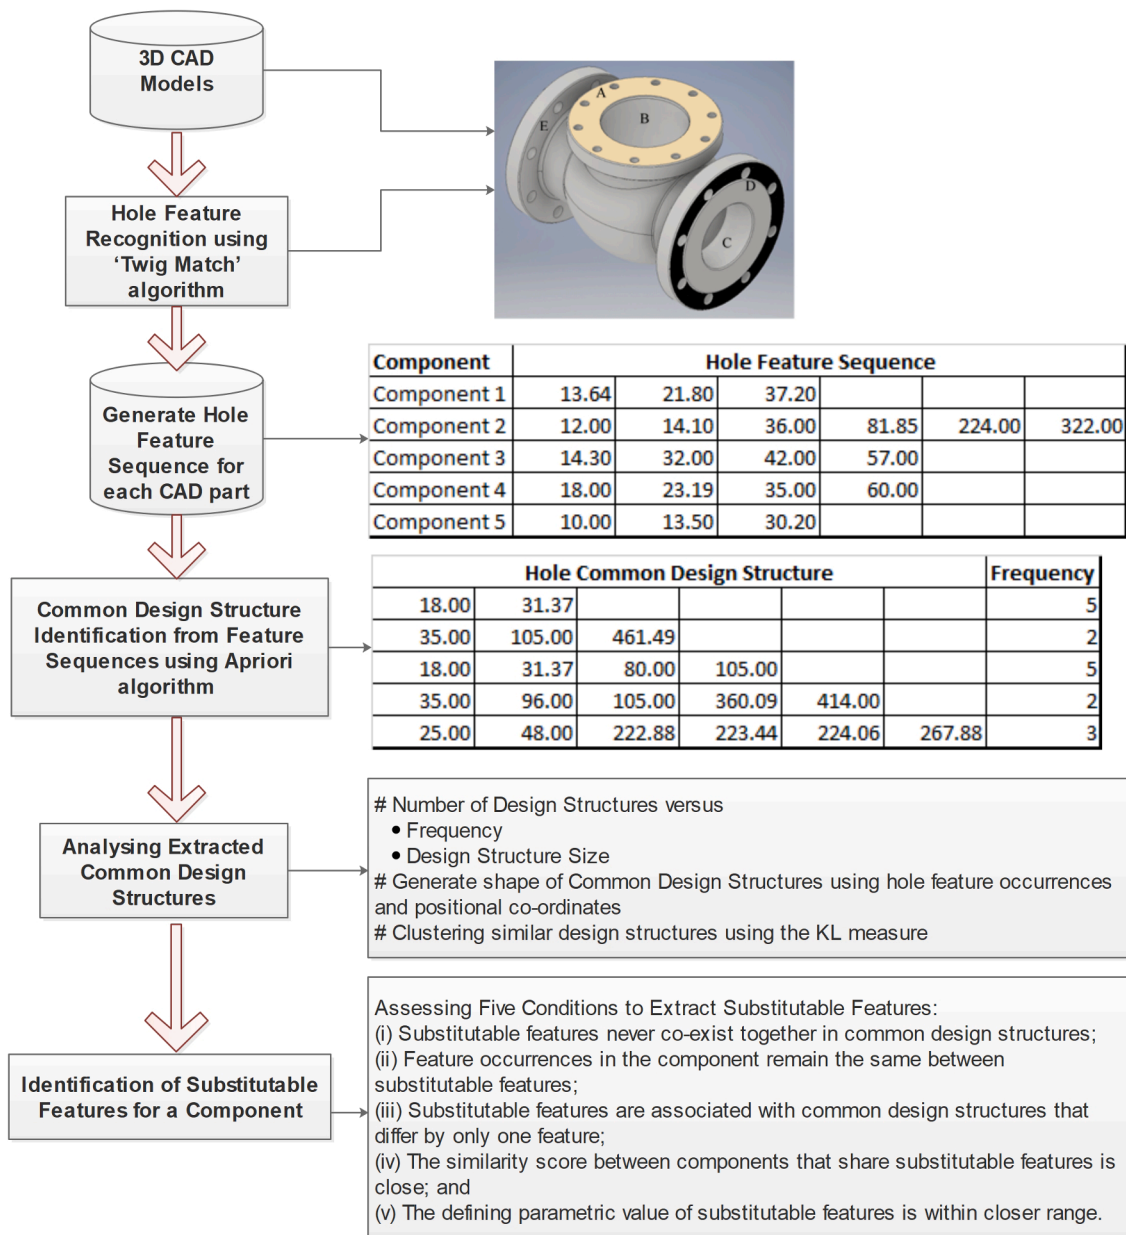 3D CAD
Models
A
B
E
D
C
Hole Feature
Recognition using
‘Twig Match’
algorithm
Generate Hole
Feature
Sequence for
each CAD part
Component Hole Feature Sequence
Component 1 13.64 21.80 37.20
Component 2 12.00 14.10 36.00 81.85 224.00 322.00
Component 3 14.30 32.00 42.00 57.00
Component 4 18.00 23.19 35.00 60.00
Component 5 10.00 13.50 30.20
Common Design Structure
Identification from Feature
Sequences using Apriori
algorithm
Hole Common Design Structure Frequency
18.00 31.37 5
35.00 105.00 461.49 2
18.00 31.37 80.00 105.00 5
35.00 96.00 105.00 360.09 414.00 2
25.00 48.00 222.88 223.44 224.06 267.88 3
Analysing Extracted
Common Design
Structures
# Number of Design Structures versus
• Frequency
• Design Structure Size
# Generate shape of Common Design Structures using hole feature occurrences
and positional co-ordinates
# Clustering similar design structures using the KL measure
Identification of Substitutable
Features for a Component
Assessing Five Conditions to Extract Substitutable Features:
(i) Substitutable features never co-exist together in common design structures;
(ii) Feature occurrences in the component remain the same between
substitutable features;
(iii) Substitutable features are associated with common design structures that
differ by only one feature;
(iv) The similarity score between components that share substitutable features is
close; and
(v) The defining parametric value of substitutable features is within closer range.